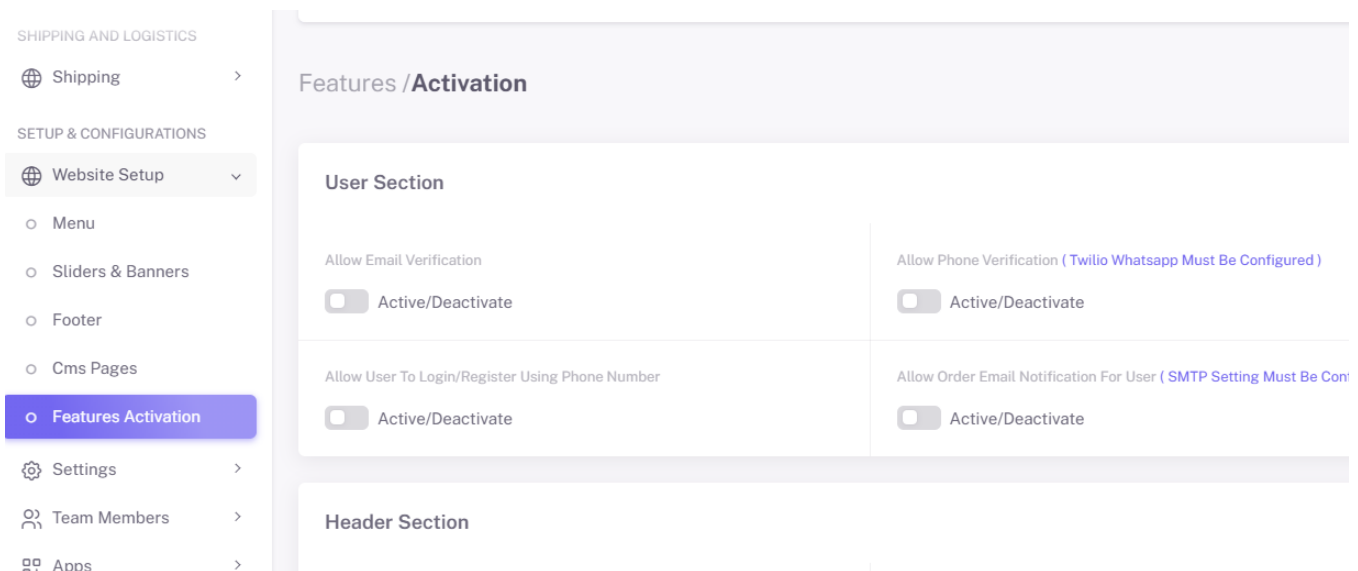 SHIPPING AND LOGISTICS
Shipping
SETUP & CONFIGURATIONS
Website Setup
Menu
Sliders & Banners
Footer
Cms Pages
Features Activation
Settings
Team Members
Apps
Features /Activation
User Section
Allow Email Verification
Active/Deactivate
Allow Phone Verification ( Twilio Whatsapp Must Be Configured )
Active/Deactivate
Allow User To Login/Register Using Phone Number
Active/Deactivate
Allow Order Email Notification For User ( SMTP Setting Must Be
Active/Deactivate
Header Section